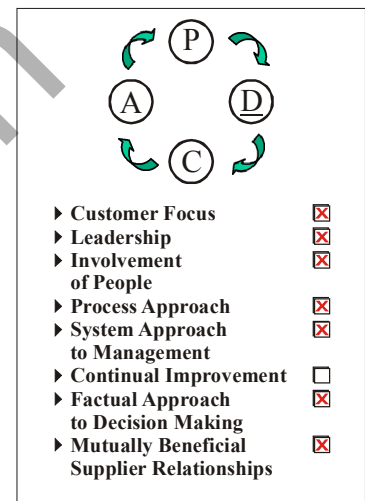 P
A D
C
Customer Focus
Leadership
Involvement
of People
Process Approach
System Approach
to Management
Continual Improvement
Factual Approach
to Decision Making
Mutually Beneficial
Supplier Relationships